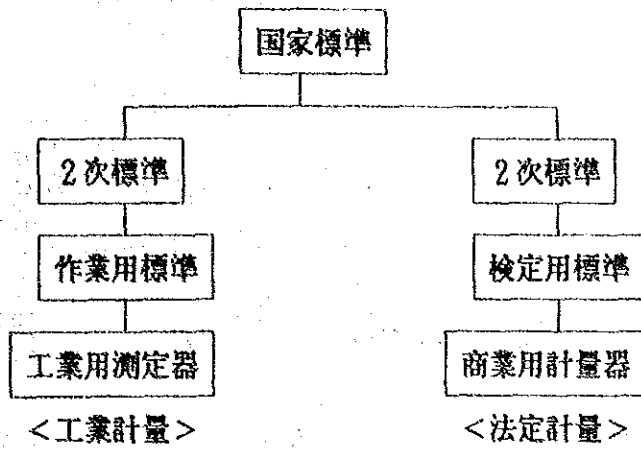 国家標準
2次標準
2次標準
作業用標準
検定用標準
工業用測定器
商業用計量器
<工業計量>
<法定計量>